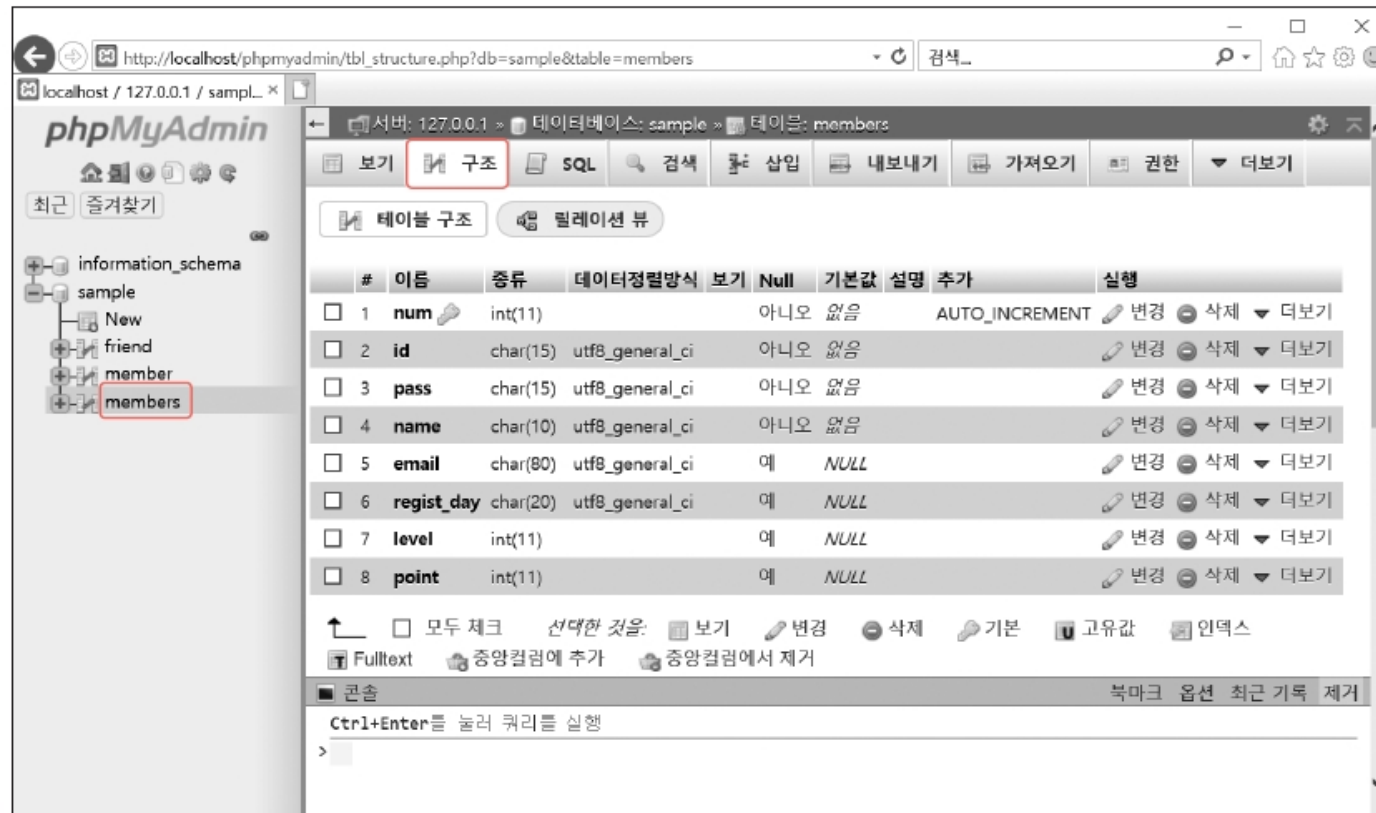 http://localhost/phpmyadmin/tbl_structure.php?db=sample&table=members 검색...
localhost / 127.0.0.1 / sampl...
phpMyAdmin
서버: 127.0.0.1 » 데이터베이스: sample » 테이블: members
보기 구조 SQL 검색 삽입 내보내기 가져오기 권한 더보기
최근 즐겨찾기
테이블 구조 릴레이션 뷰
information_schema
sample
New
friend
member
members
# 이름 종류 데이터정렬방식 보기 Null 기본값 설명 추가 실행
1 num int(11) 아니오 없음 AUTO_INCREMENT 변경 삭제 더보기
2 id char(15) utf8_general_ci 아니오 없음 변경 삭제 더보기
3 pass char(15) utf8_general_ci 아니오 없음 변경 삭제 더보기
4 name char(10) utf8_general_ci 아니오 없음 변경 삭제 더보기
5 email char(80) utf8_general_ci 예 NULL 변경 삭제 더보기
6 regist_day char(20) utf8_general_ci 예 NULL 변경 삭제 더보기
7 level int(11) 예 NULL 변경 삭제 더보기
8 point int(11) 예 NULL 변경 삭제 더보기
모두 체크 선택한 것을: 보기 변경 삭제 기본 고유값 인덱스
Fulltext 중앙컬럼에 추가 중앙컬럼에서 제거
콘솔 북마크 옵션 최근 기록 제거
Ctrl+Enter를 눌러 쿼리를 실행
>